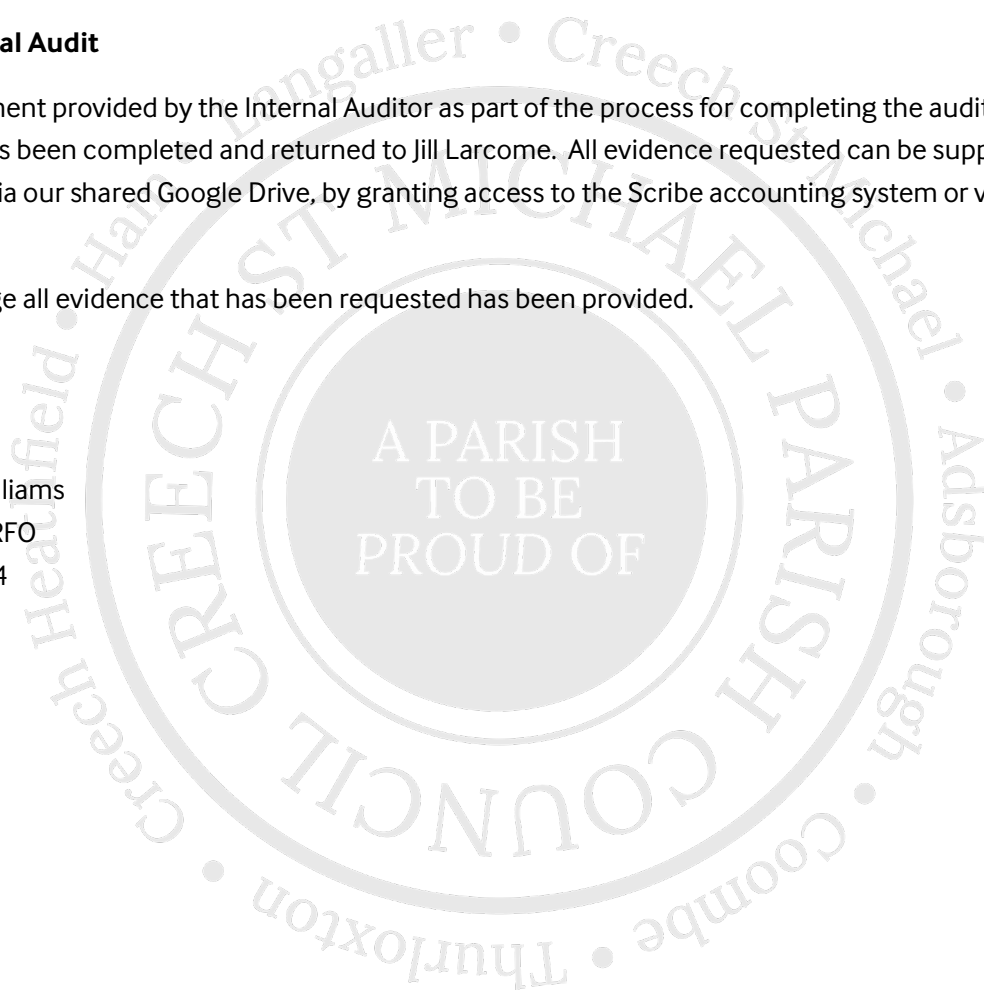 al Audit
ment provided by the Internal Auditor as part of the process for completing the audit
s been completed and returned to Jill Larcome. All evidence requested can be supp
ia our shared Google Drive, by granting access to the Scribe accounting system or v
ge all evidence that has been requested has been provided.
liams
RFO
4
CREECH ST MICHAEL PARISH COUNCIL
A PARISH
TO BE
PROUD OF
Creech Heathfield • Ham • Langaller • Creech St Michael • Adsborough • Coombe • Thurloxton •